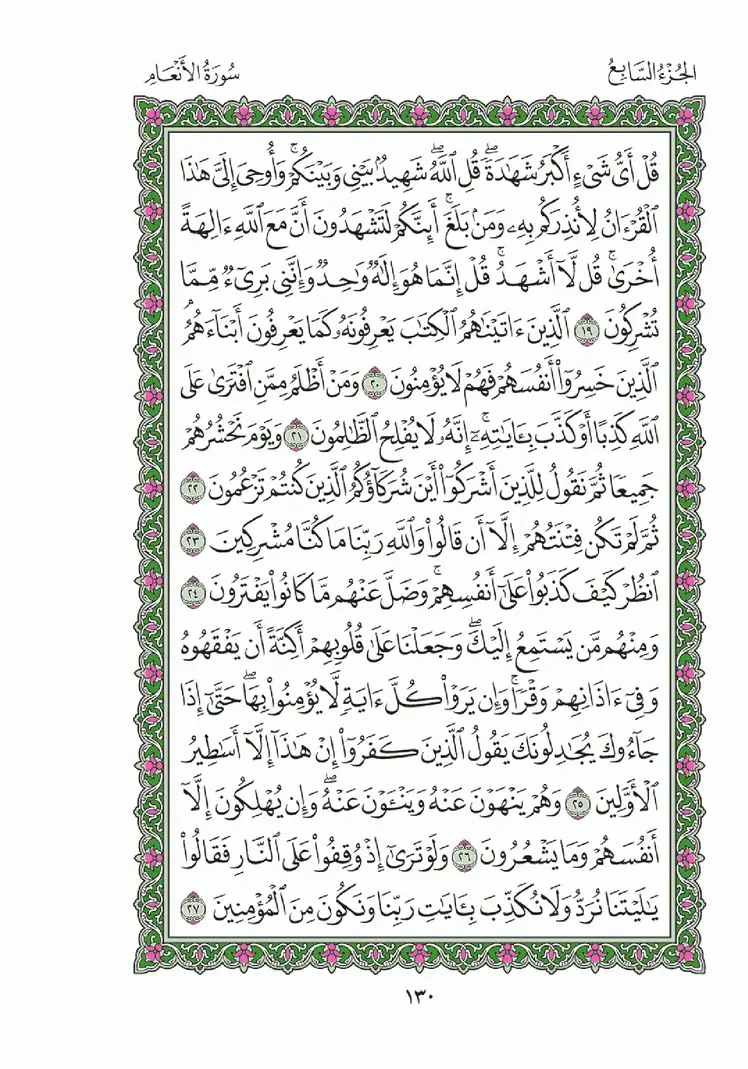 الجُزْءُ السَّابِعُ
سُورَةُ الأَنْعَامِ
قُلْ أَيُّ شَىْءٍ أَكْبَرُ شَهَٰدَةًۖ قُلِ ٱللَّهُۖ شَهِيدُۢ بَيْنِى وَبَيْنَكُمْۚ وَأُوحِىَ إِلَىَّ هَٰذَا
ٱلْقُرْءَانُ لِأُنذِرَكُم بِهِۦ وَمَنۢ بَلَغَۚ أَئِنَّكُمْ لَتَشْهَدُونَ أَنَّ مَعَ ٱللَّهِ ءَالِهَةً
أُخْرَىٰۚ قُل لَّآ أَشْهَدُۚ قُلْ إِنَّمَا هُوَ إِلَٰهٌ وَٰحِدٌ وَإِنَّنِى بَرِىٓءٌ مِّمَّا
تُشْرِكُونَ ١٩ ٱلَّذِينَ ءَاتَيْنَٰهُمُ ٱلْكِتَٰبَ يَعْرِفُونَهُۥ كَمَا يَعْرِفُونَ أَبْنَآءَهُمُۘ
ٱلَّذِينَ خَسِرُوٓا۟ أَنفُسَهُمْ فَهُمْ لَا يُؤْمِنُونَ ٢٠ وَمَنْ أَظْلَمُ مِمَّنِ ٱفْتَرَىٰ عَلَى
ٱللَّهِ كَذِبًا أَوْ كَذَّبَ بِـَٔايَٰتِهِۦٓۚ إِنَّهُۥ لَا يُفْلِحُ ٱلظَّٰلِمُونَ ٢١ وَيَوْمَ نَحْشُرُهُمْ
جَمِيعًا ثُمَّ نَقُولُ لِلَّذِينَ أَشْرَكُوٓا۟ أَيْنَ شُرَكَآؤُكُمُ ٱلَّذِينَ كُنتُمْ تَزْعُمُونَ ٢٢
ثُمَّ لَمْ تَكُن فِتْنَتُهُمْ إِلَّآ أَن قَالُوا۟ وَٱللَّهِ رَبِّنَا مَا كُنَّا مُشْرِكِينَ ٢٣
ٱنظُرْ كَيْفَ كَذَبُوا۟ عَلَىٰٓ أَنفُسِهِمْۚ وَضَلَّ عَنْهُم مَّا كَانُوا۟ يَفْتَرُونَ ٢٤
وَمِنْهُم مَّن يَسْتَمِعُ إِلَيْكَۖ وَجَعَلْنَا عَلَىٰ قُلُوبِهِمْ أَكِنَّةً أَن يَفْقَهُوهُ
وَفِىٓ ءَاذَانِهِمْ وَقْرًاۚ وَإِن يَرَوْا۟ كُلَّ ءَايَةٍ لَّا يُؤْمِنُوا۟ بِهَاۖ حَتَّىٰٓ إِذَا
جَآءُوكَ يُجَٰدِلُونَكَ يَقُولُ ٱلَّذِينَ كَفَرُوٓا۟ إِنْ هَٰذَآ إِلَّآ أَسَٰطِيرُ
ٱلْأَوَّلِينَ ٢٥ وَهُمْ يَنْهَوْنَ عَنْهُ وَيَنْـَٔوْنَ عَنْهُۖ وَإِن يُهْلِكُونَ إِلَّآ
أَنفُسَهُمْ وَمَا يَشْعُرُونَ ٢٦ وَلَوْ تَرَىٰٓ إِذْ وُقِفُوا۟ عَلَى ٱلنَّارِ فَقَالُوا۟
يَٰلَيْتَنَا نُرَدُّ وَلَا نُكَذِّبَ بِـَٔايَٰتِ رَبِّنَا وَنَكُونَ مِنَ ٱلْمُؤْمِنِينَ ٢٧
١٣٠